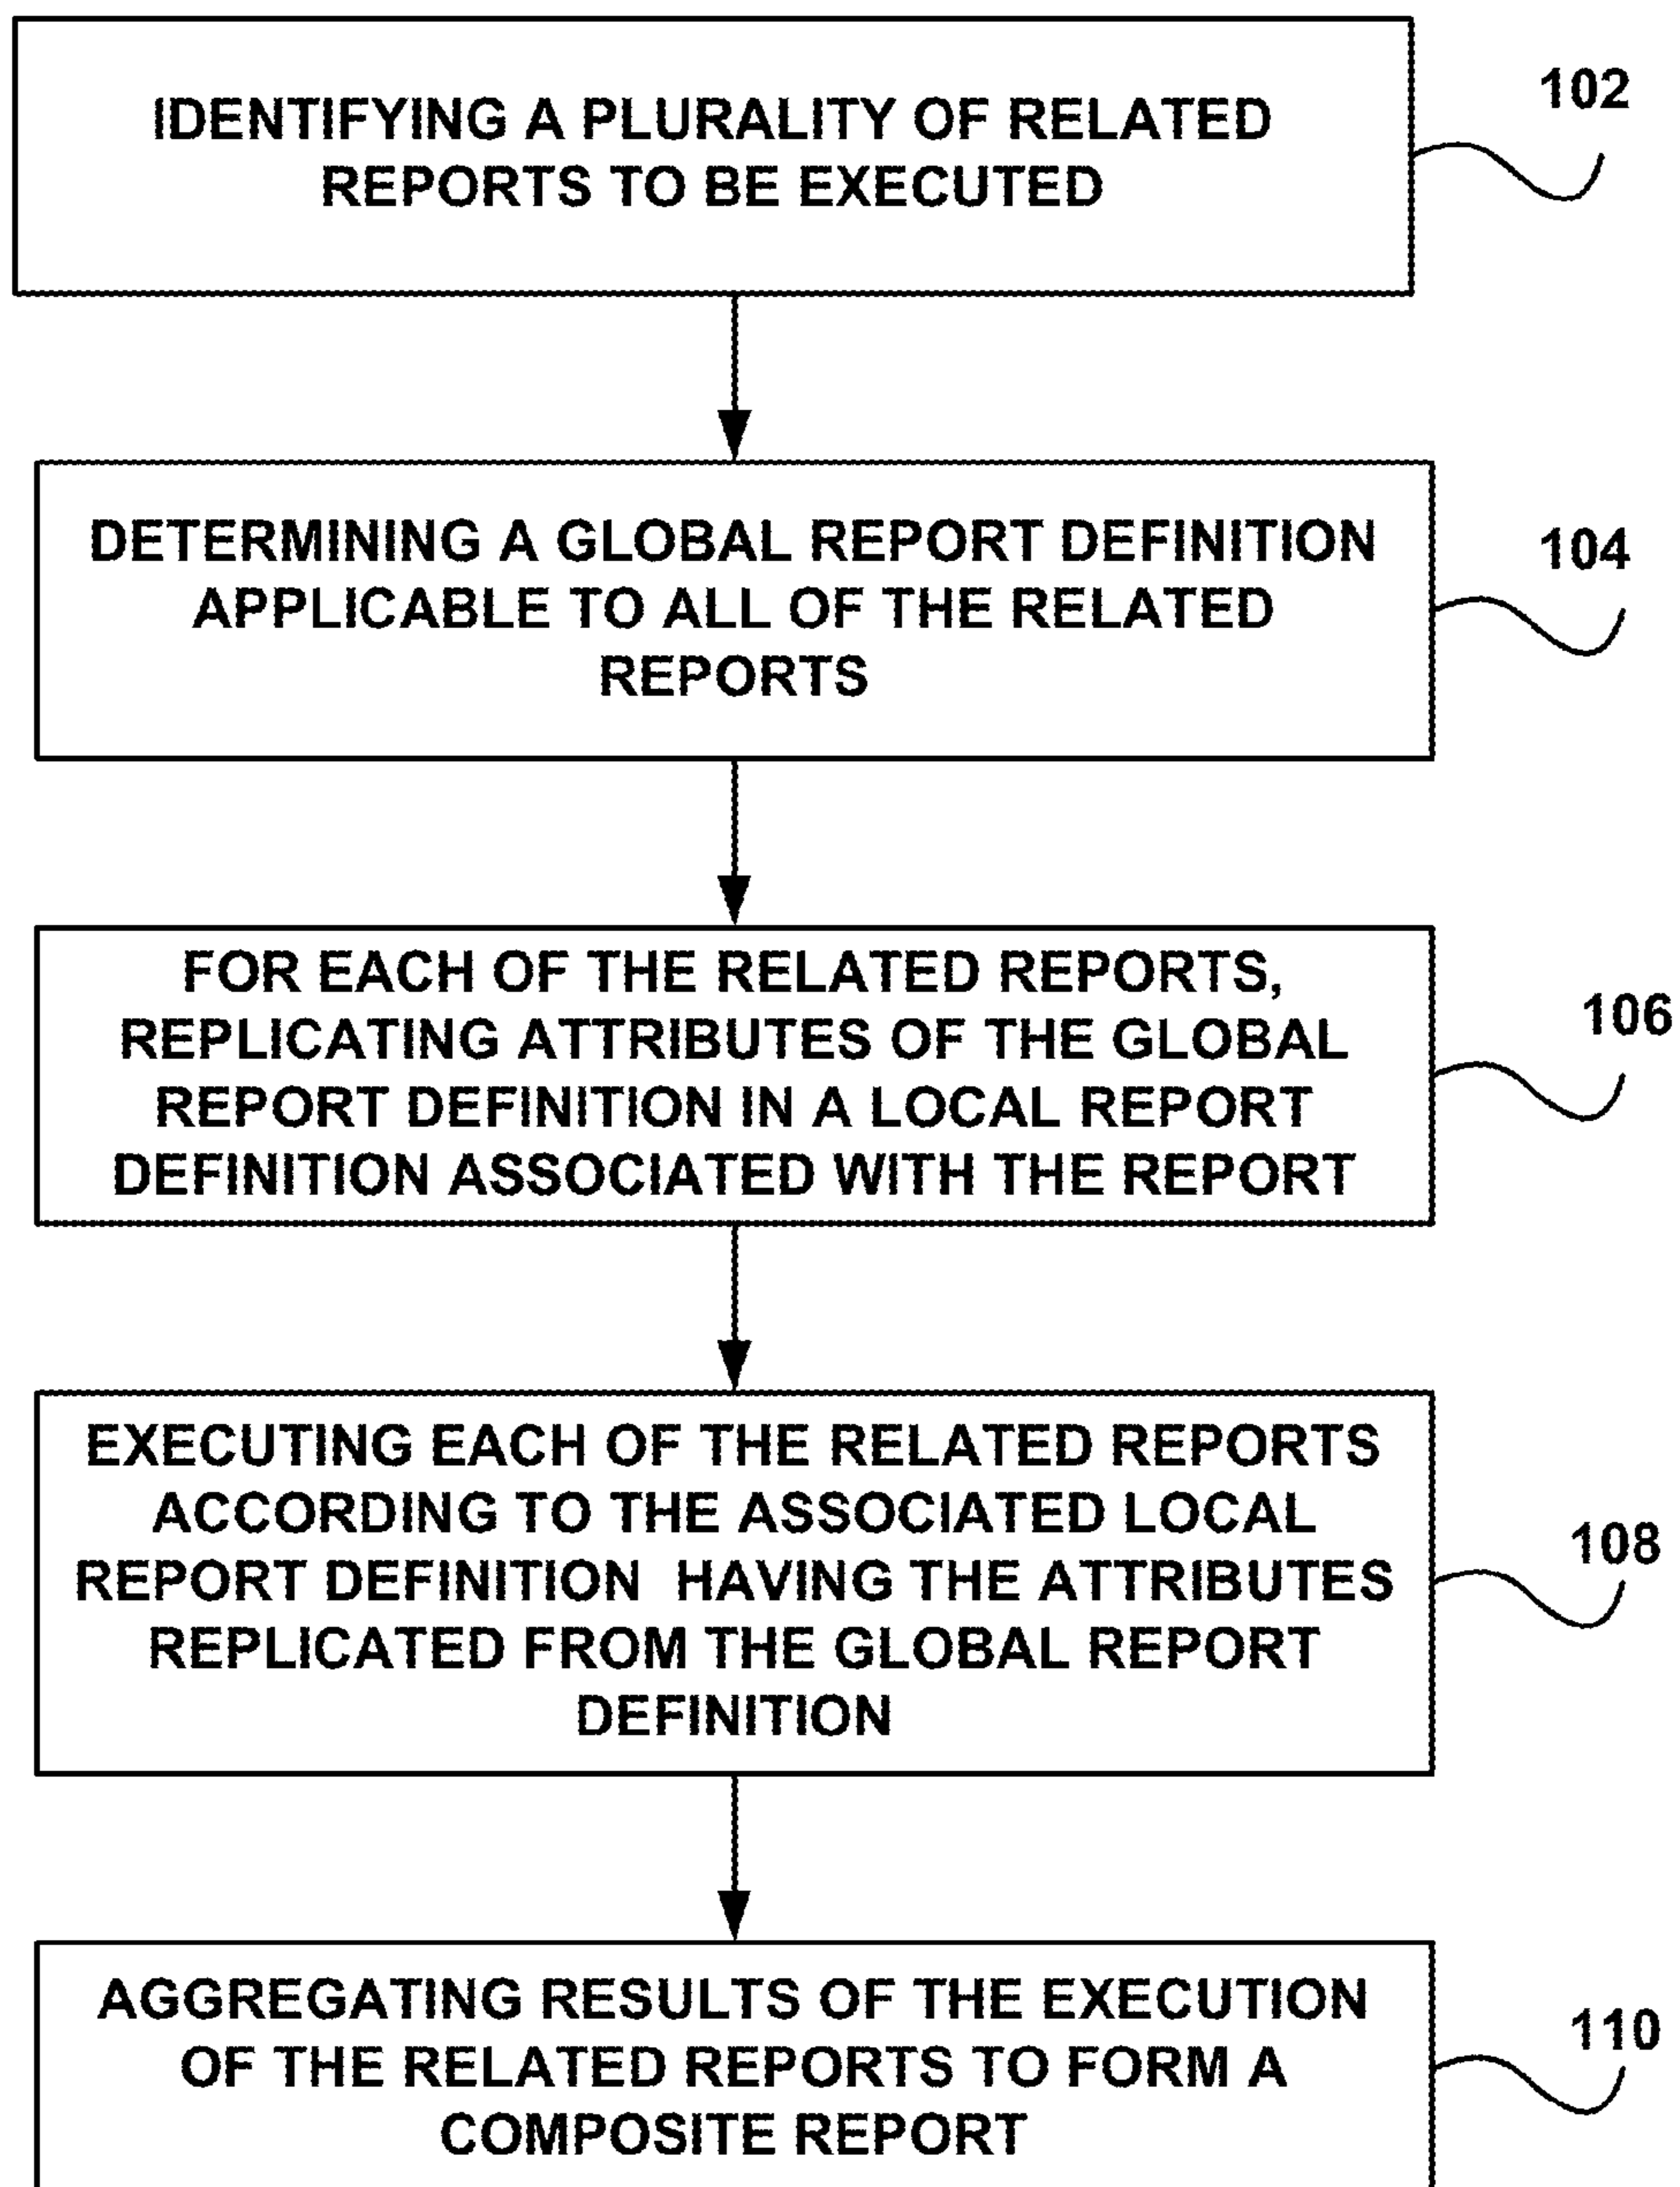 IDENTIFYING A PLURALITY OF RELATED
REPORTS TO BE EXECUTED
102
DETERMINING A GLOBAL REPORT DEFINITION
APPLICABLE TO ALL OF THE RELATED
REPORTS
104
FOR EACH OF THE RELATED REPORTS,
REPLICATING ATTRIBUTES OF THE GLOBAL
REPORT DEFINITION IN A LOCAL REPORT
DEFINITION ASSOCIATED WITH THE REPORT
106
EXECUTING EACH OF THE RELATED REPORTS
ACCORDING TO THE ASSOCIATED LOCAL
REPORT DEFINITION HAVING THE ATTRIBUTES
REPLICATED FROM THE GLOBAL REPORT
DEFINITION
108
AGGREGATING RESULTS OF THE EXECUTION
OF THE RELATED REPORTS TO FORM A
COMPOSITE REPORT
110